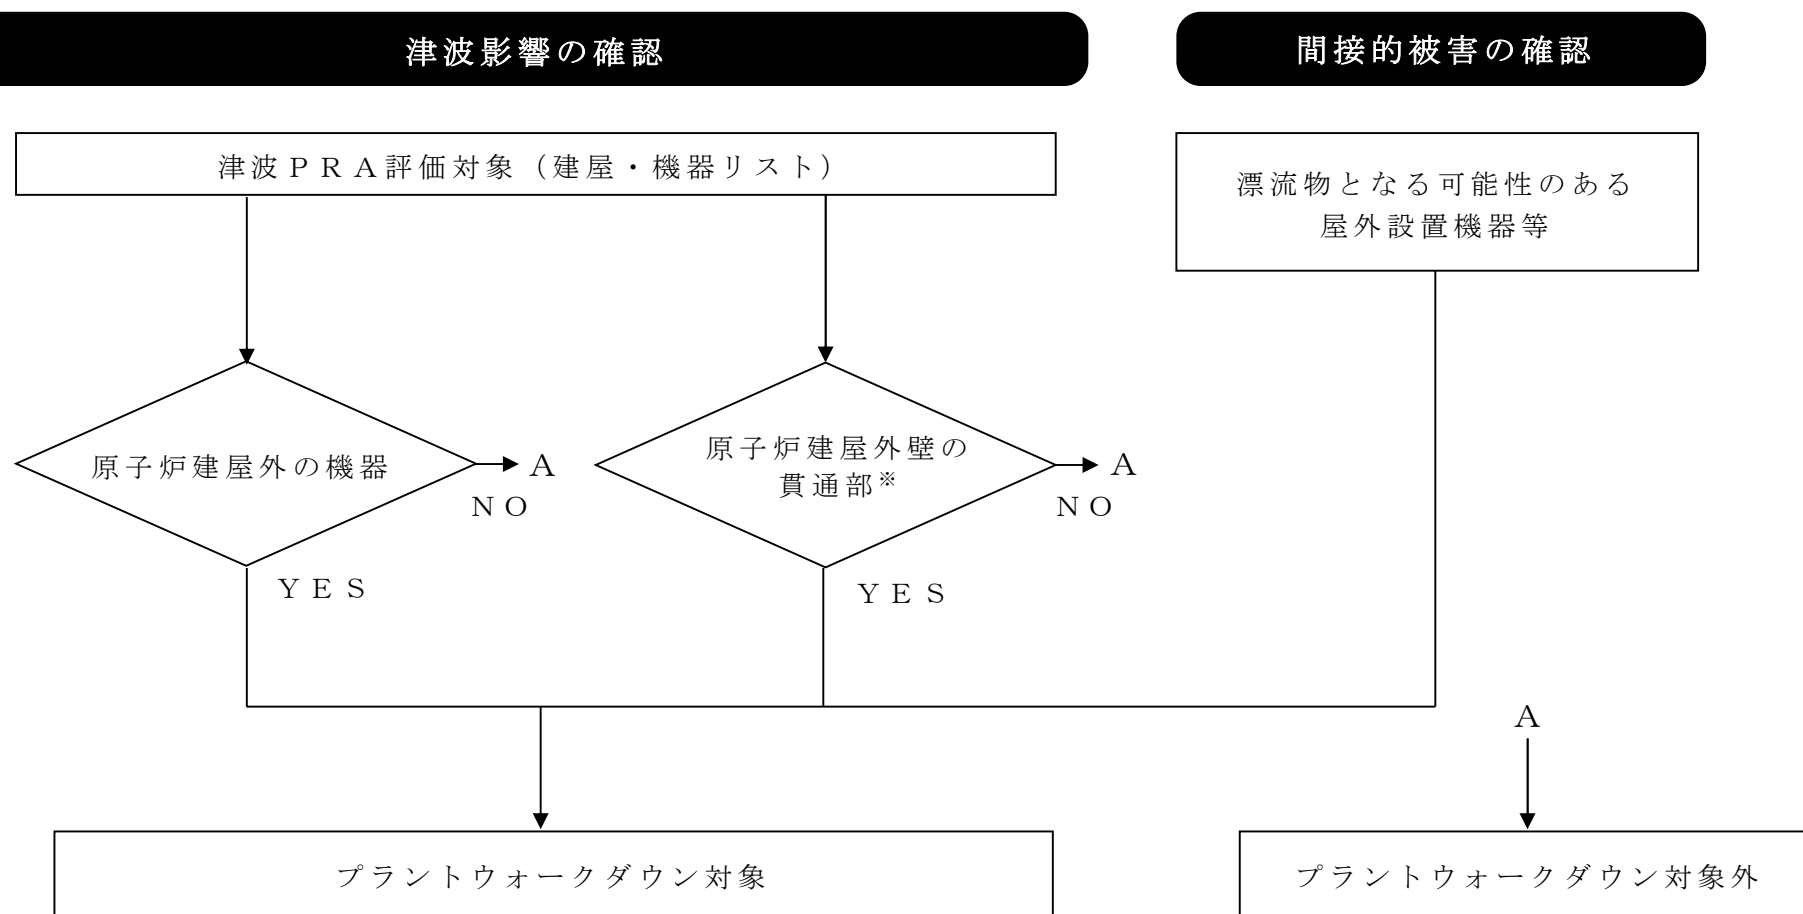 津波影響の確認
間接的被害の確認
津波ＰＲＡ評価対象（建屋・機器リスト）
漂流物となる可能性のある
屋外設置機器等
原子炉建屋外の機器
Ａ
ＮＯ
ＹＥＳ
原子炉建屋外壁の
貫通部※
Ａ
ＮＯ
ＹＥＳ
Ａ
プラントウォークダウン対象
プラントウォークダウン対象外